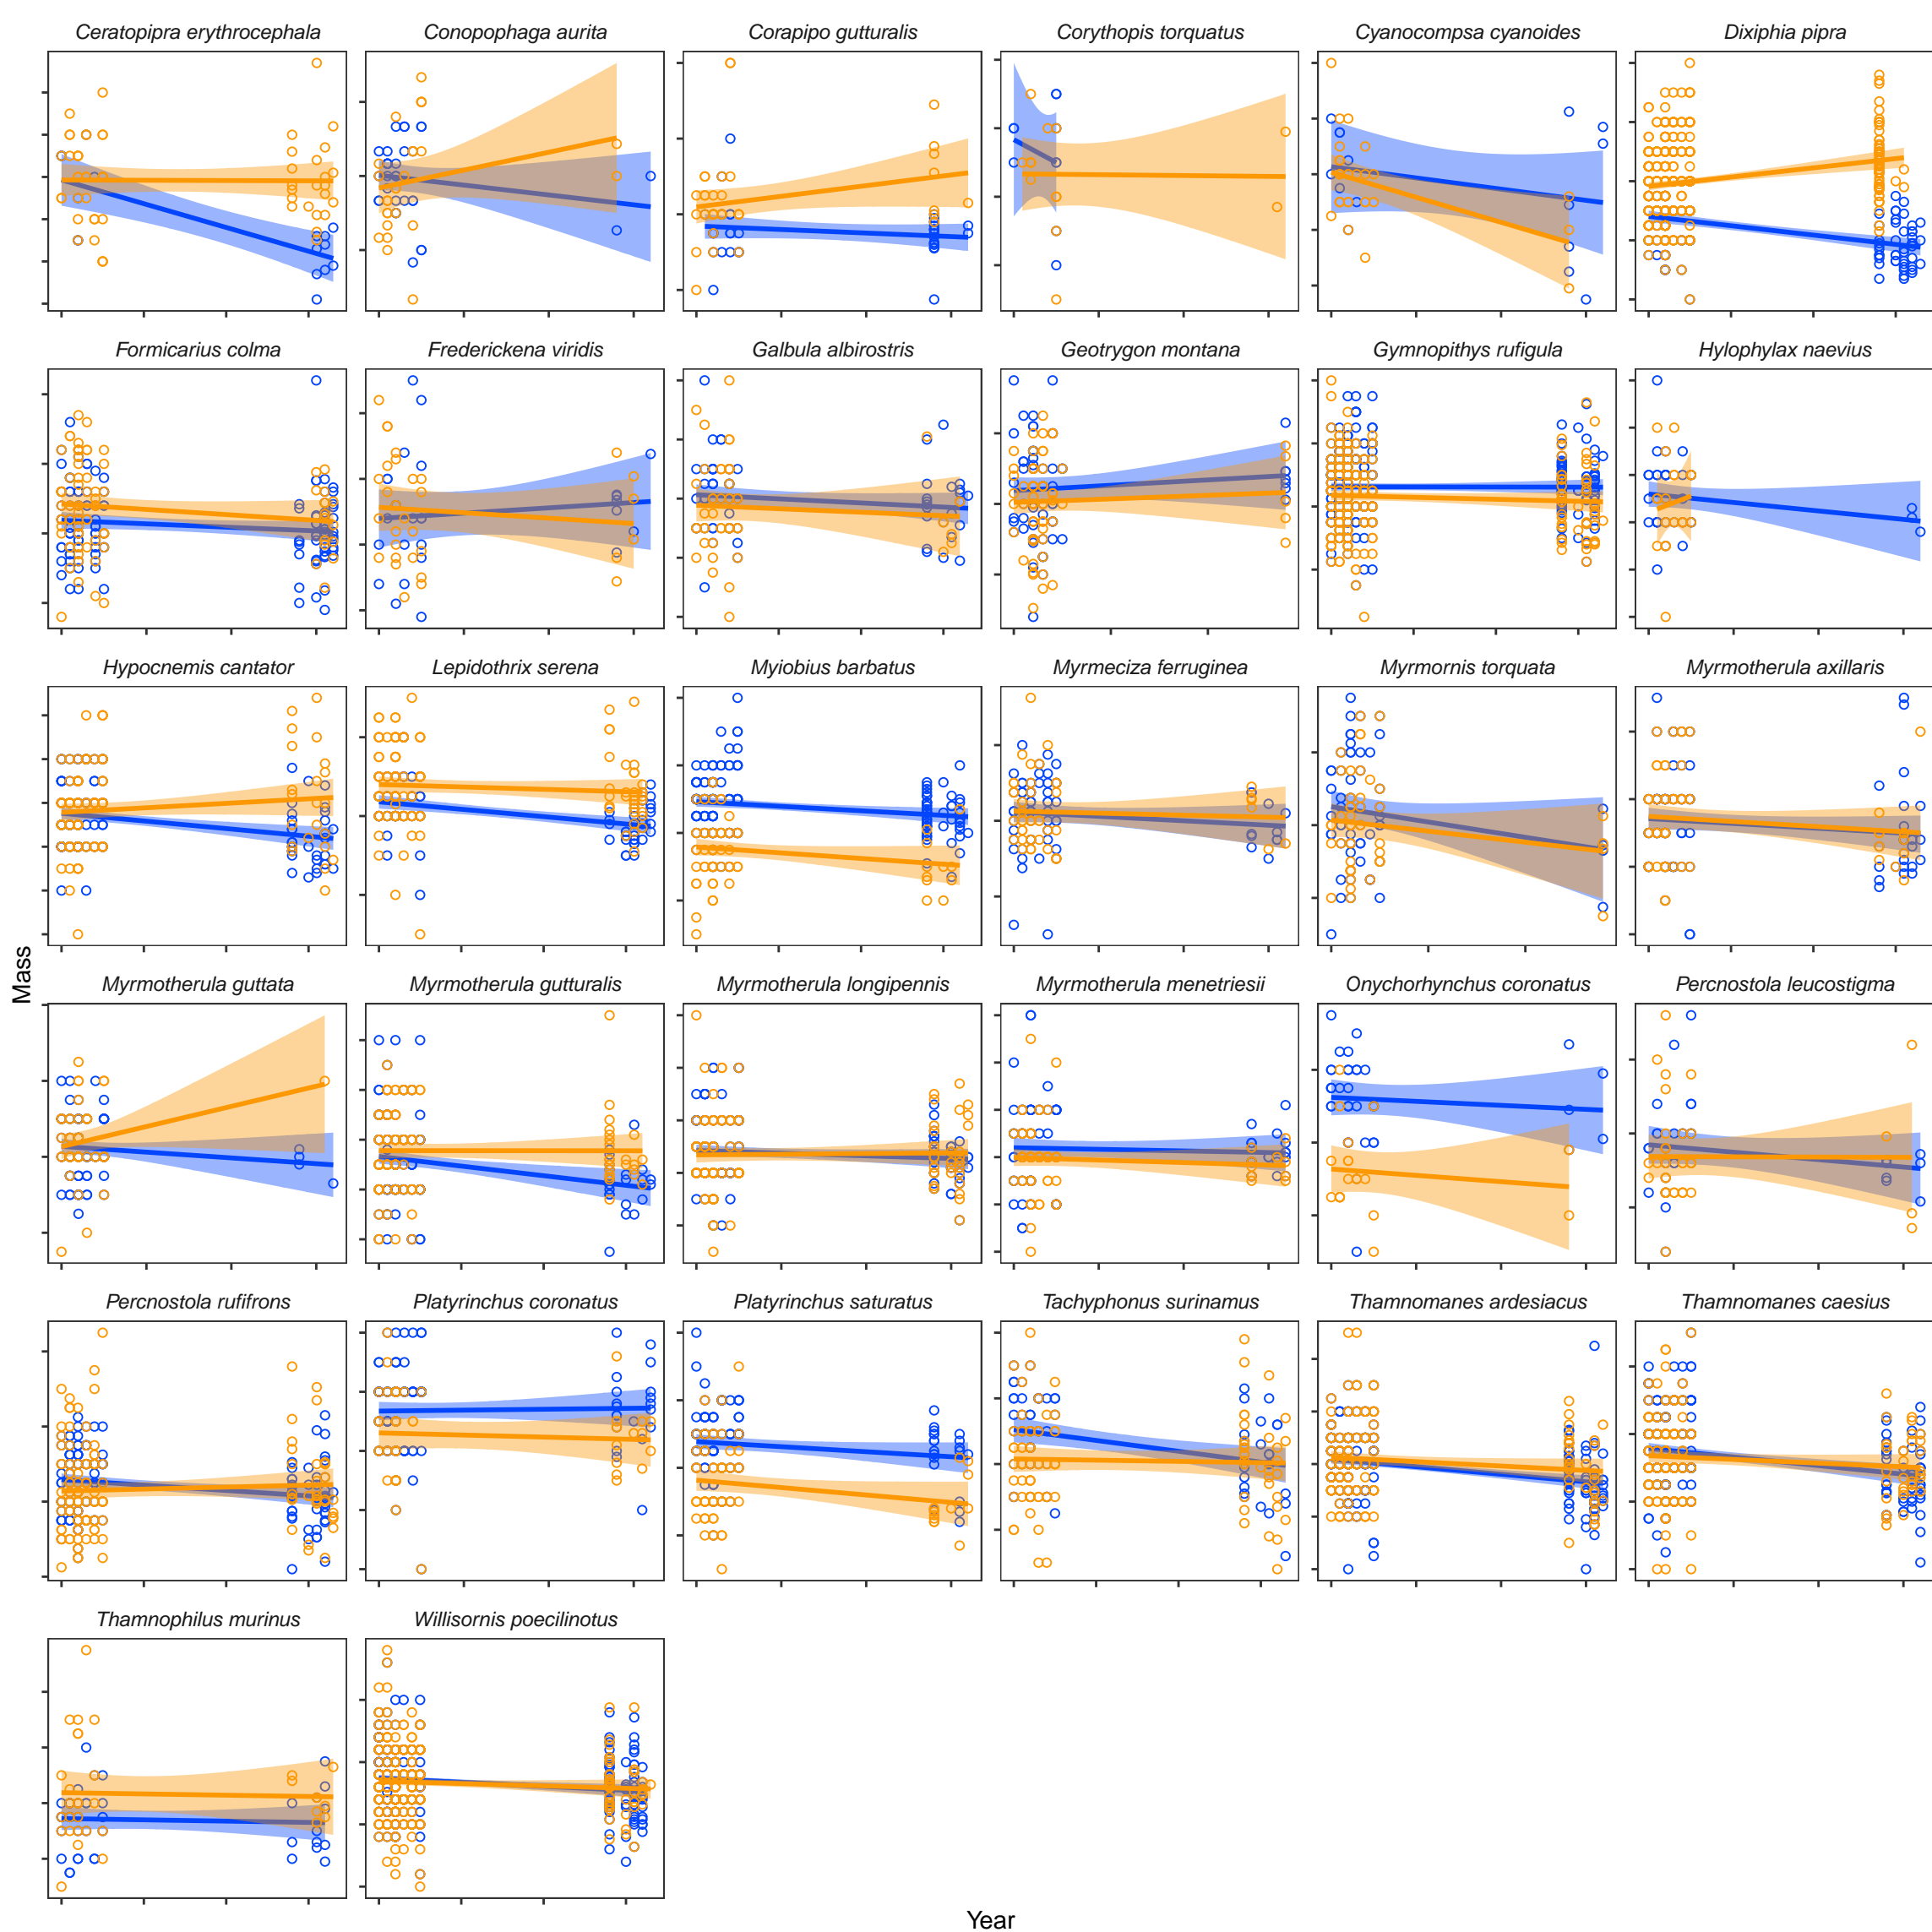 Ceratopipra erythrocephala
Conopophaga aurita
Corapipo gutturalis
Corythopis torquatus
Cyanocompsa cyanoides
Dixiphia pipra
Formicarius colma
Frederickena viridis
Galbula albirostris
Geotrygon montana
Gymnopithys rufigula
Hylophylax naevius
Hypocnemis cantator
Lepidothrix serena
Myiobius barbatus
Myrmeciza ferruginea
Myrmornis torquata
Myrmotherula axillaris
Mass
Myrmotherula guttata
Myrmotherula gutturalis
Myrmotherula longipennis
Myrmotherula menetriesii
Onychorhynchus coronatus
Percnostola leucostigma
Percnostola rufifrons
Platyrinchus coronatus
Platyrinchus saturatus
Tachyphonus surinamus
Thamnomanes ardesiacus
Thamnomanes caesius
Thamnophilus murinus
Willisornis poecilinotus
Year